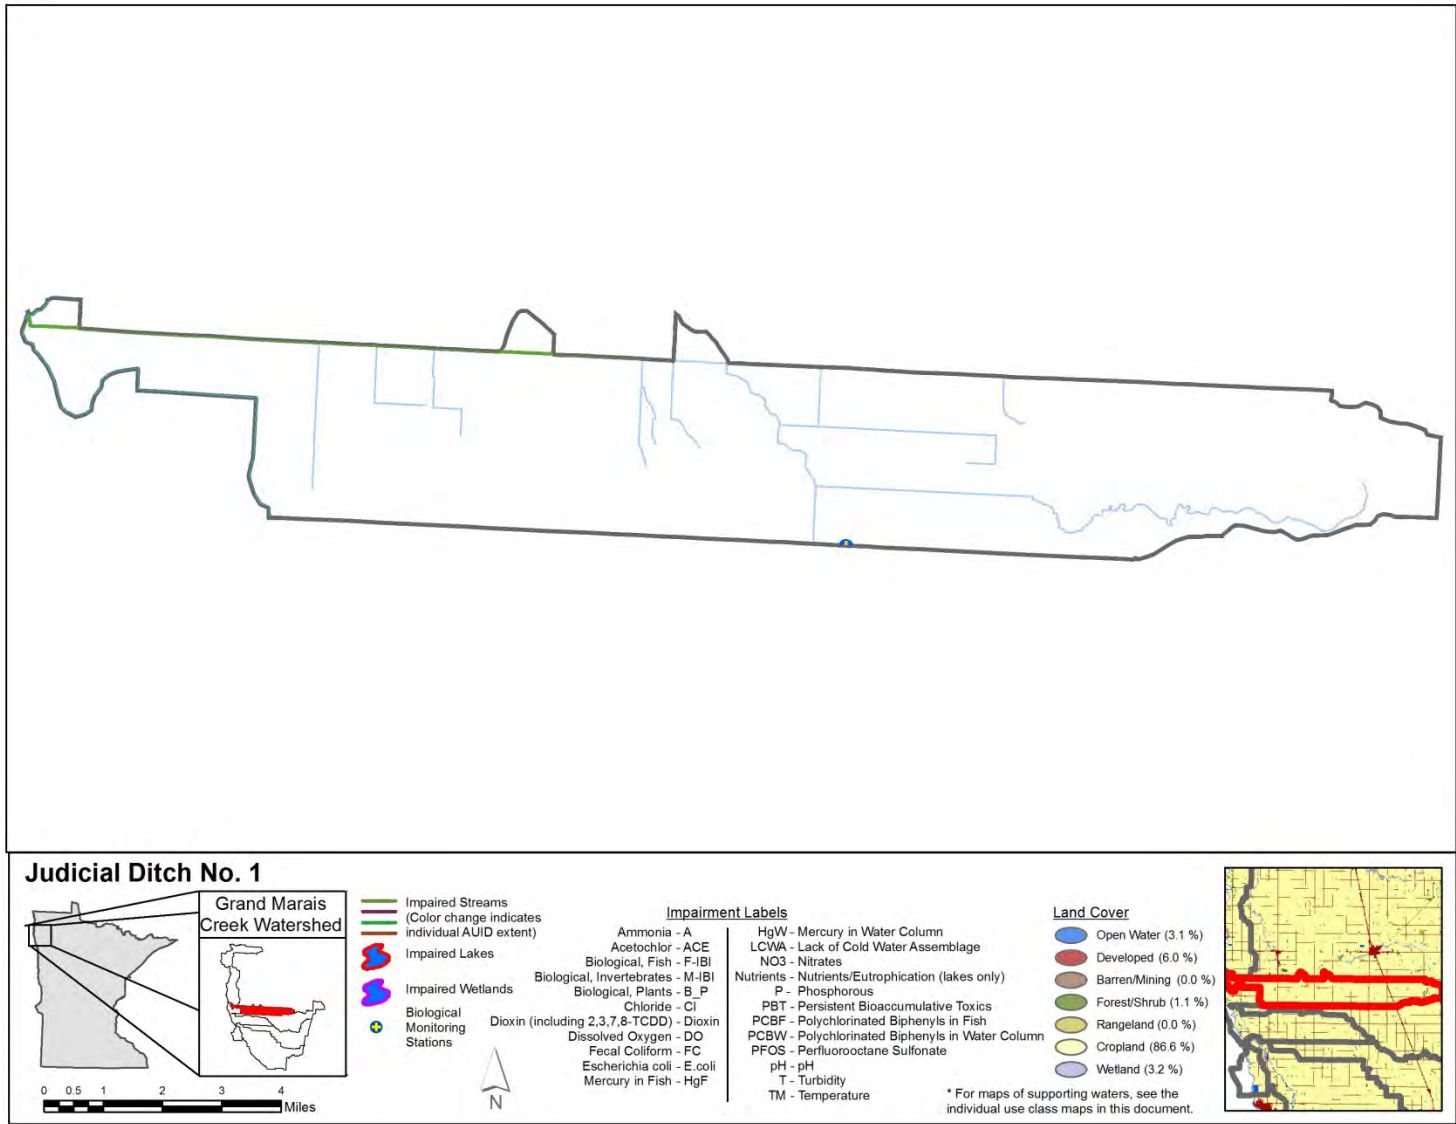 Judicial Ditch No. 1
Grand Marais
Creek Watershed
0 0.5 1 2 3 4
Miles
Impaired Streams
(Color change indicates
individual AUID extent)
Impaired Lakes
Impaired Wetlands
Biological
Monitoring
Stations
N
Impairment Labels
Ammonia - A
Acetochlor - ACE
Biological, Fish - F-IBI
Biological, Invertebrates - M-IBI
Biological, Plants - B_P
Chloride - Cl
Dioxin (including 2,3,7,8-TCDD) - Dioxin
Dissolved Oxygen - DO
Fecal Coliform - FC
Escherichia coli - E.coli
Mercury in Fish - HgF
HgW - Mercury in Water Column
LCWA - Lack of Cold Water Assemblage
NO3 - Nitrates
Nutrients - Nutrients/Eutrophication (lakes only)
P - Phosphorous
PBT - Persistent Bioaccumulative Toxics
PCBF - Polychlorinated Biphenyls in Fish
PCBW - Polychlorinated Biphenyls in Water Column
PFOS - Perfluorooctane Sulfonate
pH - pH
T - Turbidity
TM - Temperature
Land Cover
Open Water (3.1 %)
Developed (6.0 %)
Barren/Mining (0.0 %)
Forest/Shrub (1.1 %)
Rangeland (0.0 %)
Cropland (86.6 %)
Wetland (3.2 %)
* For maps of supporting waters, see the
individual use class maps in this document.